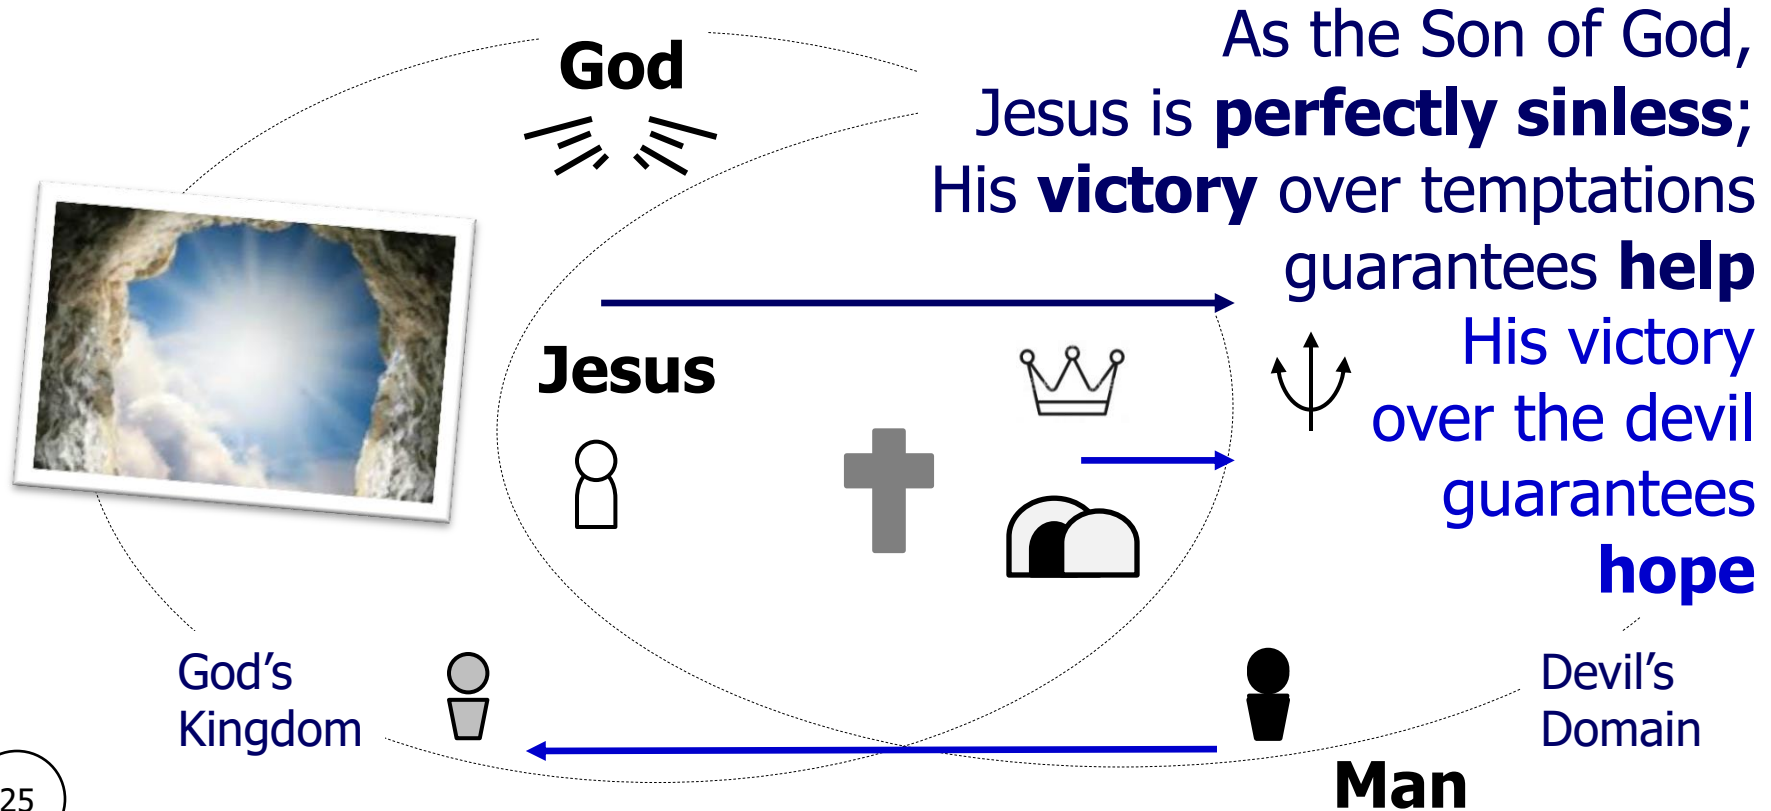 God
As the Son of God,
Jesus is perfectly sinless;
His victory over temptations
guarantees help
His victory
over the devil
guarantees
hope
Jesus
God’s
Kingdom
Devil’s
Domain
Man
25